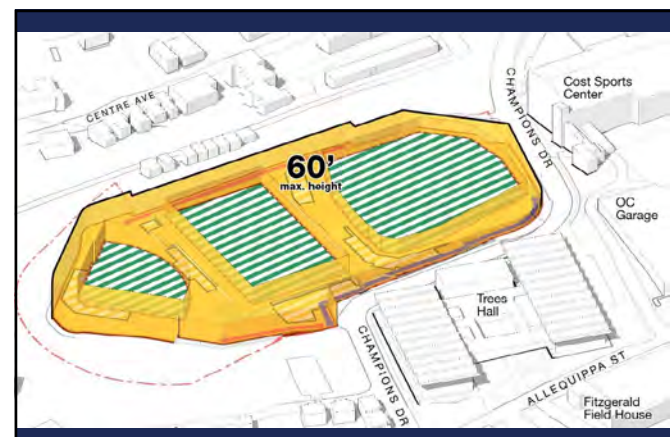 CENTRE AVE
CHAMPIONS DR
Cost Sports
Center
60'
max. height
OC
Garage
Trees
Hall
CHAMPIONS DR
ALLEQUIPPA ST
Fitzgerald
Field House